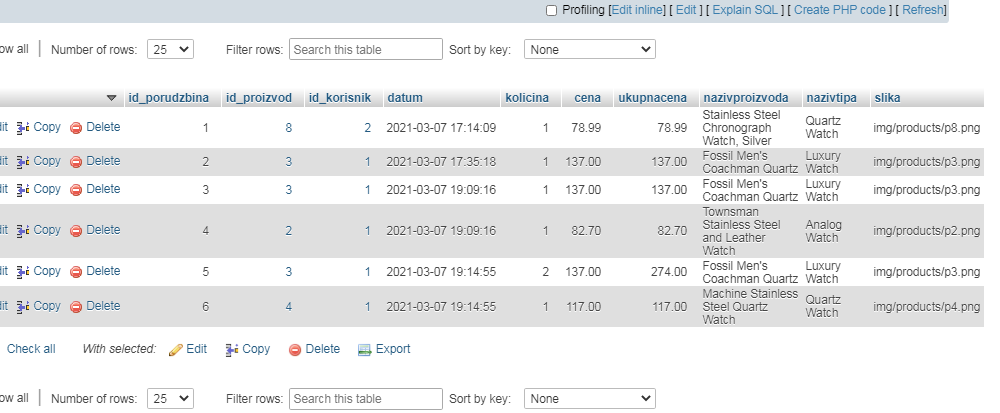 Profiling [Edit inline] [ Edit ] [ Explain SQL ] [ Create PHP code ] [ Refresh]
ow all | Number of rows: 25 Filter rows: Search this table Sort by key: None
id_porudzbina id_proizvod id_korisnik datum kolicina cena ukupnacena nazivproizvoda nazivtipa slika
dit Copy Delete 1 8 2 2021-03-07 17:14:09 1 78.99 78.99 Stainless Steel Chronograph Watch, Silver Quartz Watch img/products/p8.png
dit Copy Delete 2 3 1 2021-03-07 17:35:18 1 137.00 137.00 Fossil Men's Coachman Quartz Luxury Watch img/products/p3.png
dit Copy Delete 3 3 1 2021-03-07 19:09:16 1 137.00 137.00 Fossil Men's Coachman Quartz Luxury Watch img/products/p3.png
dit Copy Delete 4 2 1 2021-03-07 19:09:16 1 82.70 82.70 Townsman Stainless Steel and Leather Watch Analog Watch img/products/p2.png
dit Copy Delete 5 3 1 2021-03-07 19:14:55 2 137.00 274.00 Fossil Men's Coachman Quartz Luxury Watch img/products/p3.png
dit Copy Delete 6 4 1 2021-03-07 19:14:55 1 117.00 117.00 Machine Stainless Steel Quartz Watch Quartz Watch img/products/p4.png
Check all With selected: Edit Copy Delete Export
ow all | Number of rows: 25 Filter rows: Search this table Sort by key: None